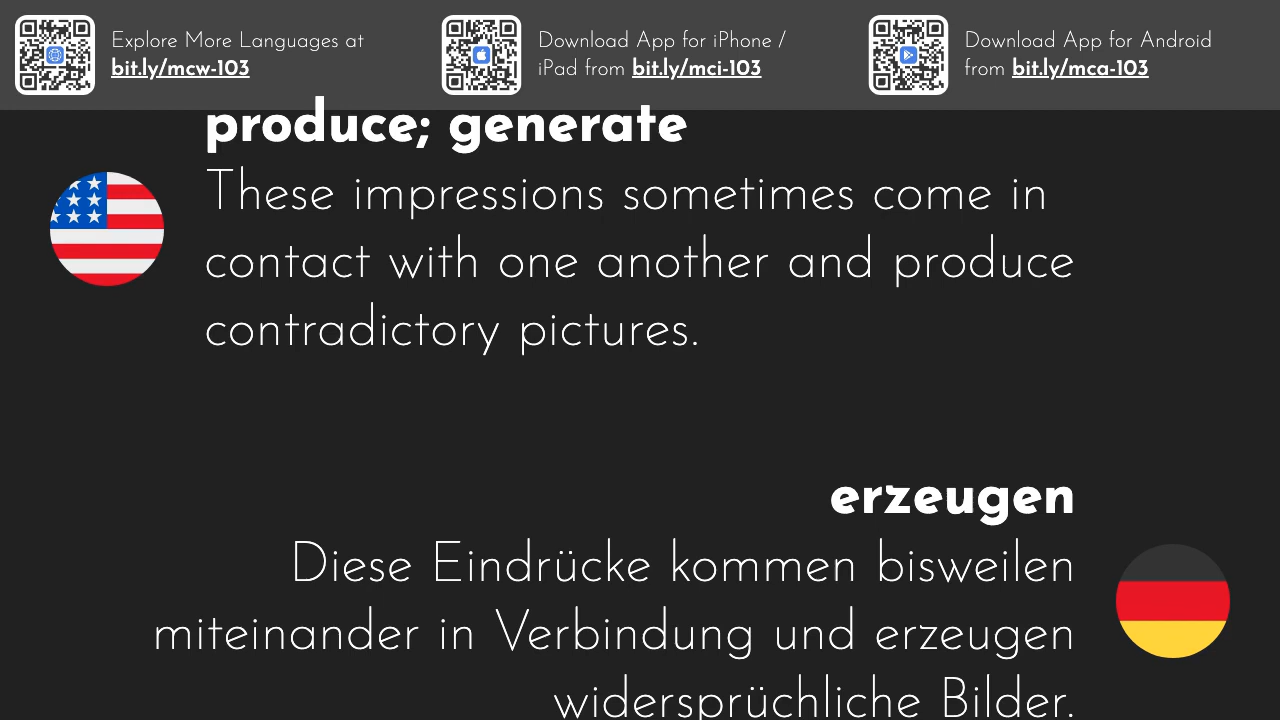 Explore More Languages at
bit.ly/mcw-103
Download App for iPhone /
iPad from bit.ly/mci-103
Download App for Android
from bit.ly/mca-103
produce; generate
These impressions sometimes come in
contact with one another and produce
contradictory pictures.
erzeugen
Diese Eindrücke kommen bisweilen
miteinander in Verbindung und erzeugen
widersprüchliche Bilder.